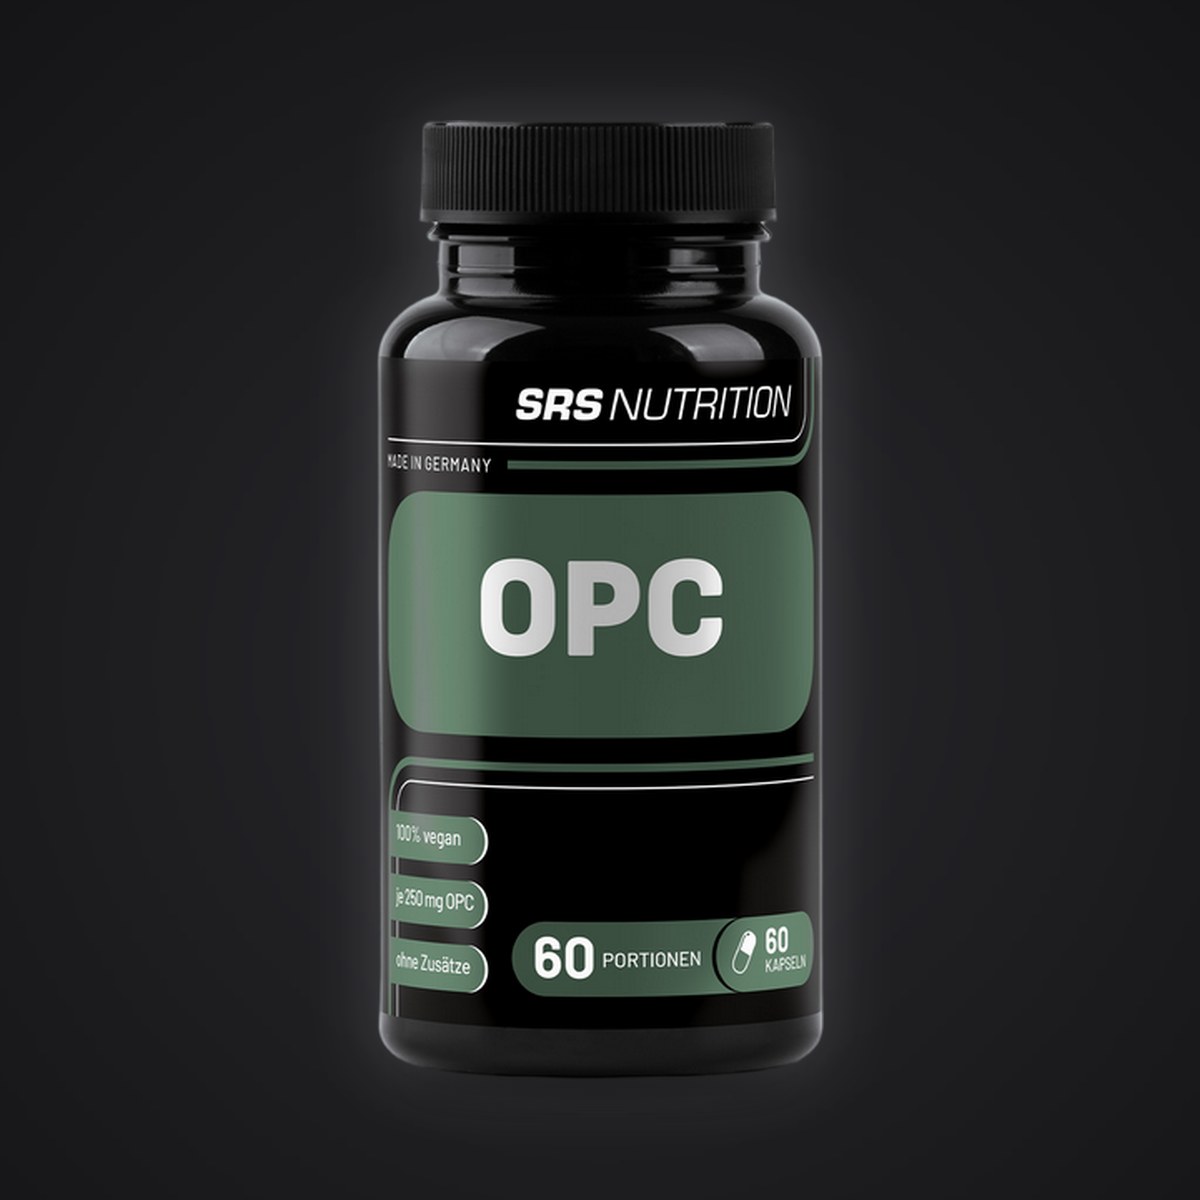 SRS NUTRITION
MADE IN GERMANY
OPC
100% vegan
je 250 mg OPC
ohne Zusätze
60 PORTIONEN
60
KAPSELN